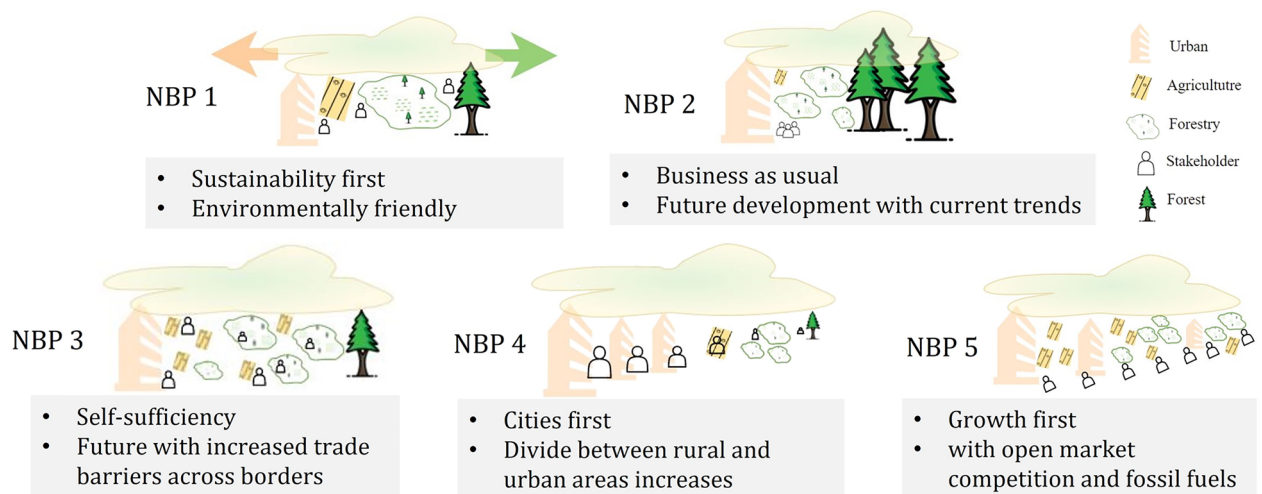 NBP 1
• Sustainability first
• Environmentally friendly
NBP 2
• Business as usual
• Future development with current trends
Urban
Agricultutre
Forestry
Stakeholder
Forest
NBP 3
• Self-sufficiency
• Future with increased trade
barriers across borders
NBP 4
• Cities first
• Divide between rural and
urban areas increases
NBP 5
• Growth first
• with open market
competition and fossil fuels